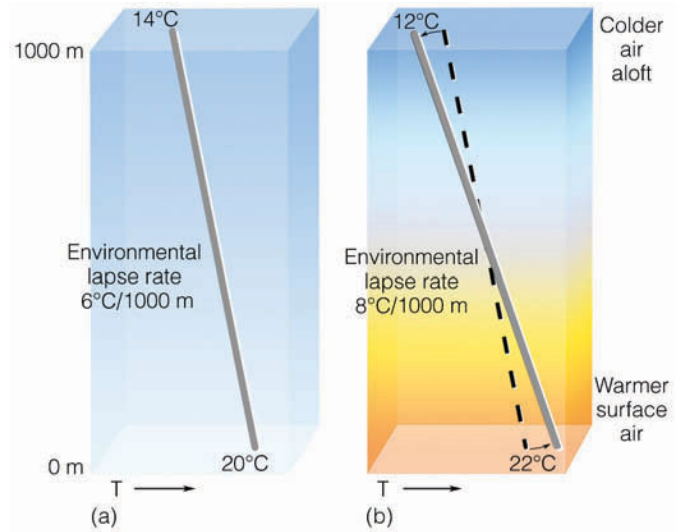 14°C
1000 m
Environmental
lapse rate
6°C/1000 m
20°C
0 m
T
(a)
12°C
Colder
air
aloft
Environmental
lapse rate
8°C/1000 m
Warmer
surface
air
22°C
T
(b)